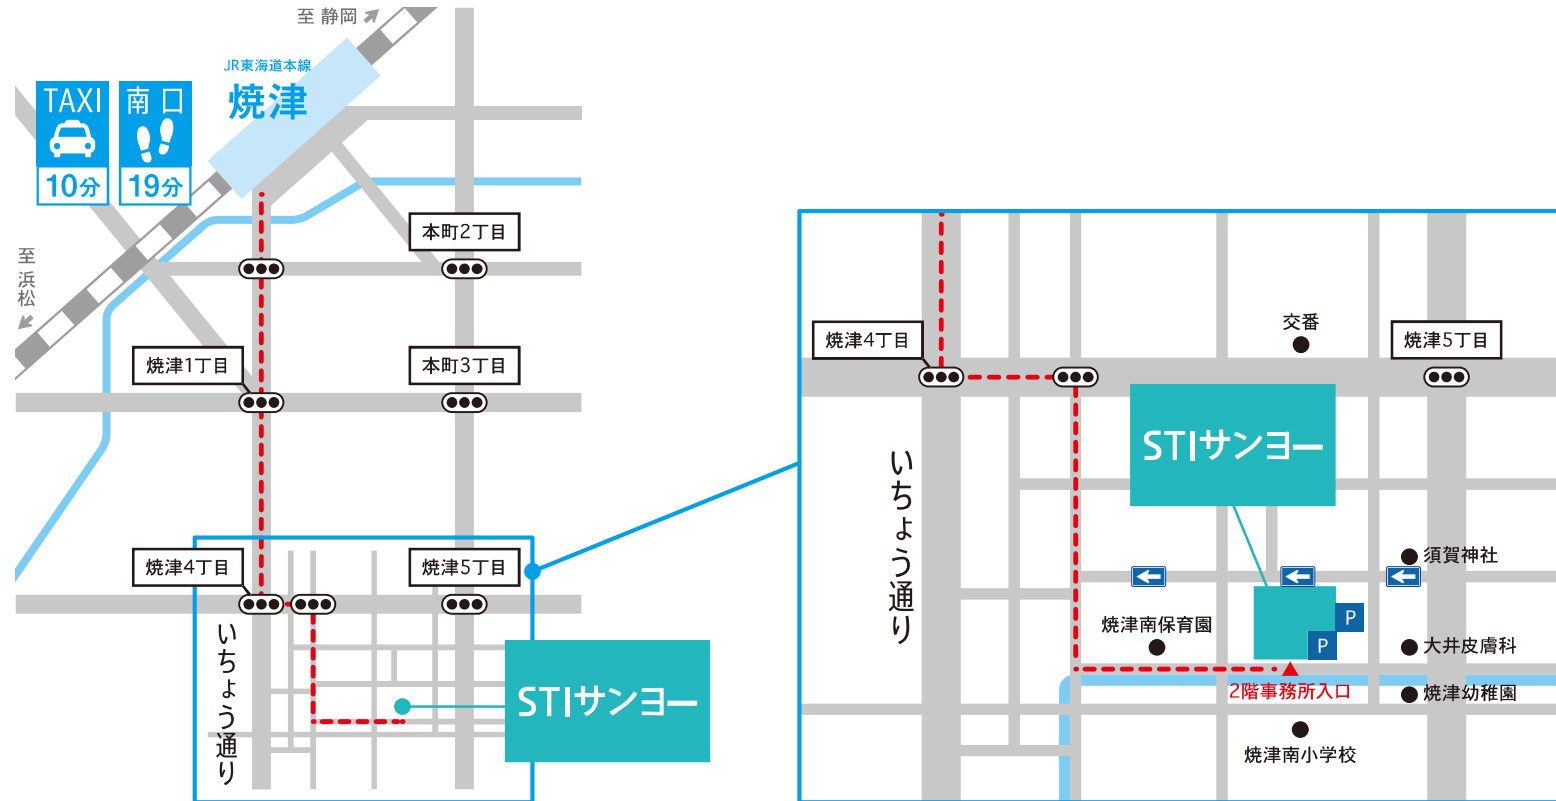 至 静岡
JR東海道本線
焼津
TAXI
10分
南口
19分
至
浜松
本町2丁目
焼津1丁目
本町3丁目
焼津4丁目
焼津5丁目
いちょう通り
STIサンヨー
焼津4丁目
交番
焼津5丁目
STIサンヨー
いちょう通り
須賀神社
焼津南保育園
P
P
大井皮膚科
2階事務所入口
焼津幼稚園
焼津南小学校